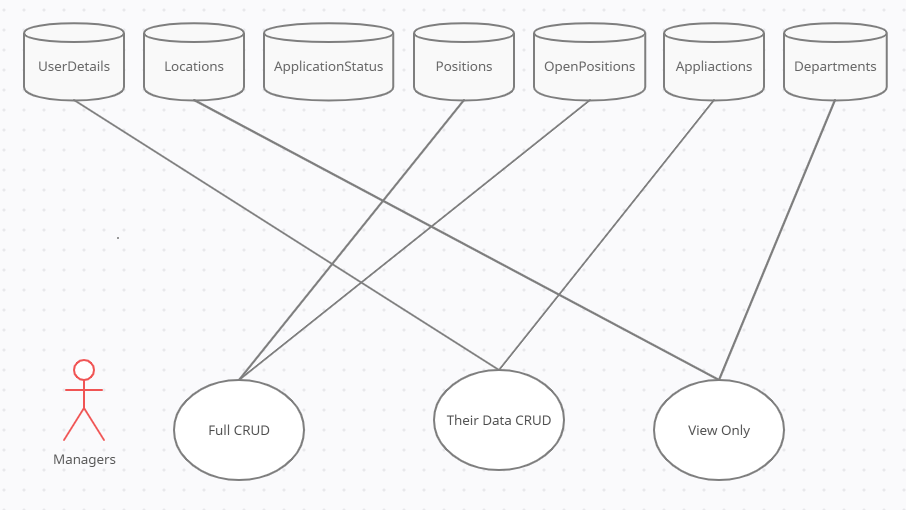 UserDetails
Locations
ApplicationStatus
Positions
OpenPositions
Appliactions
Departments
Managers
Full CRUD
Their Data CRUD
View Only